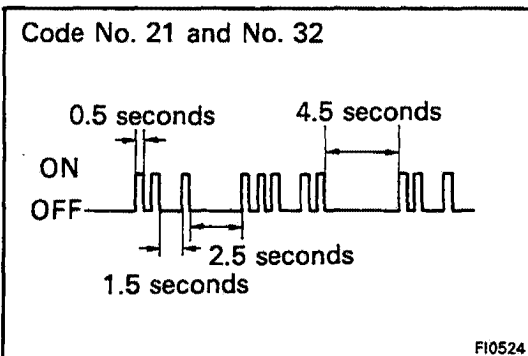 Code No. 21 and No. 32
0.5 seconds
4.5 seconds
ON
OFF
2.5 seconds
1.5 seconds
FI0524